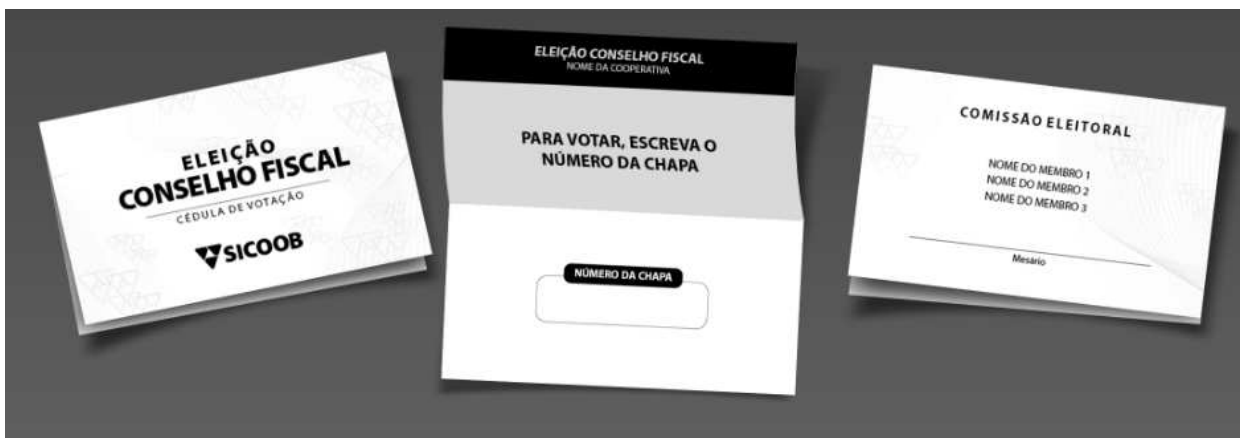 ELEIÇÃO
CONSELHO FISCAL
CÉDULA DE VOTAÇÃO
SICOOB
ELEIÇÃO CONSELHO FISCAL
NOME DA COOPERATIVA
PARA VOTAR, ESCREVA O
NÚMERO DA CHAPA
NÚMERO DA CHAPA
COMISSÃO ELEITORAL
NOME DO MEMBRO 1
NOME DO MEMBRO 2
NOME DO MEMBRO 3
Mesário